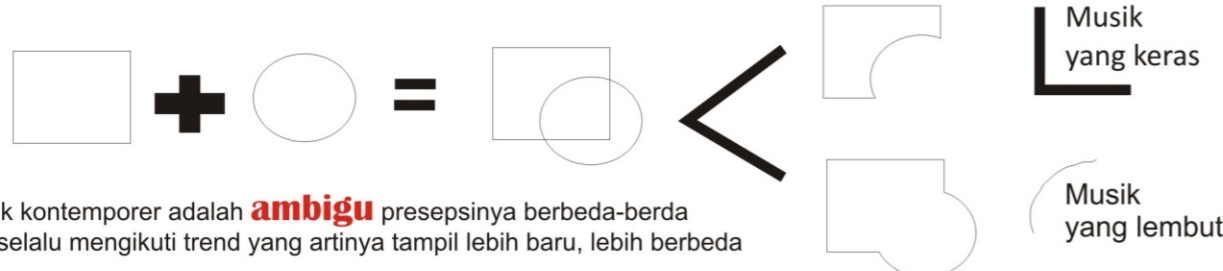 Musik
yang keras
k kontemporer adalah ambigu presepsinya berbeda-berda
selalu mengikuti trend yang artinya tampil lebih baru, lebih berbeda
Musik
yang lembut